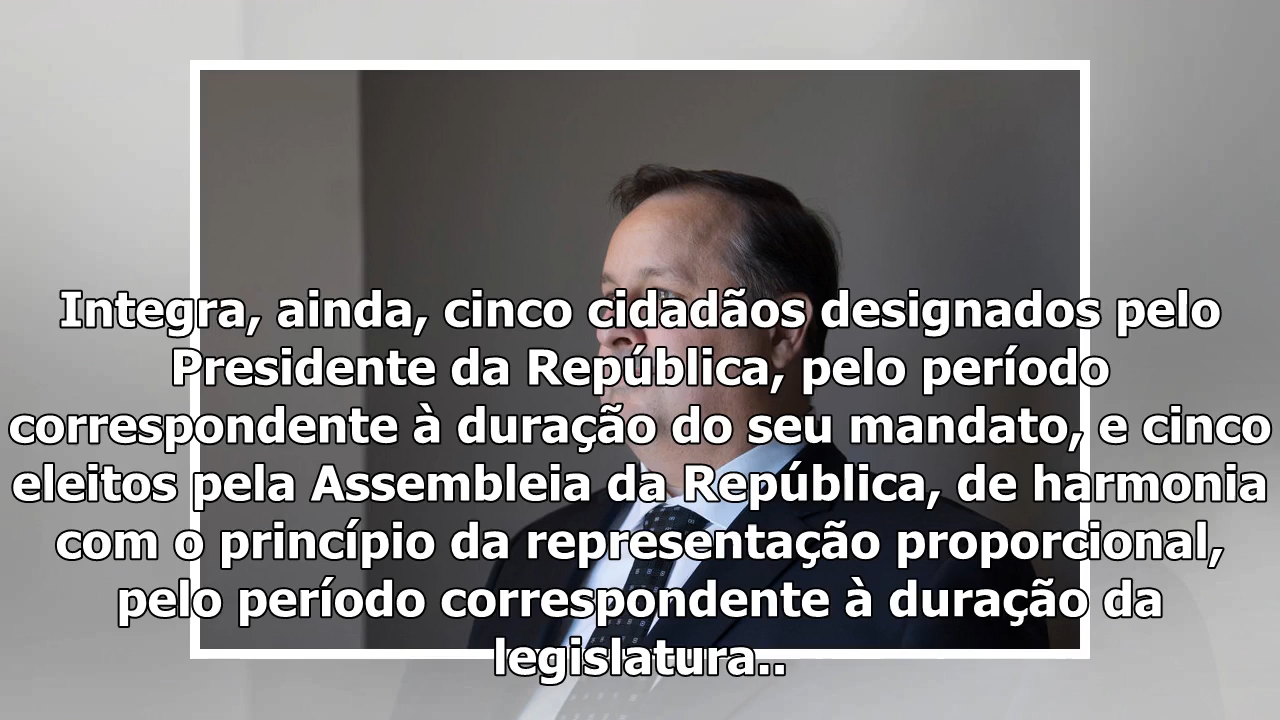 Integra, ainda, cinco cidadãos designados pelo
Presidente da República, pelo período
correspondente à duração do seu mandato, e cinco
eleitos pela Assembleia da República, de harmonia
com o princípio da representação proporcional,
pelo período correspondente à duração da
legislatura..